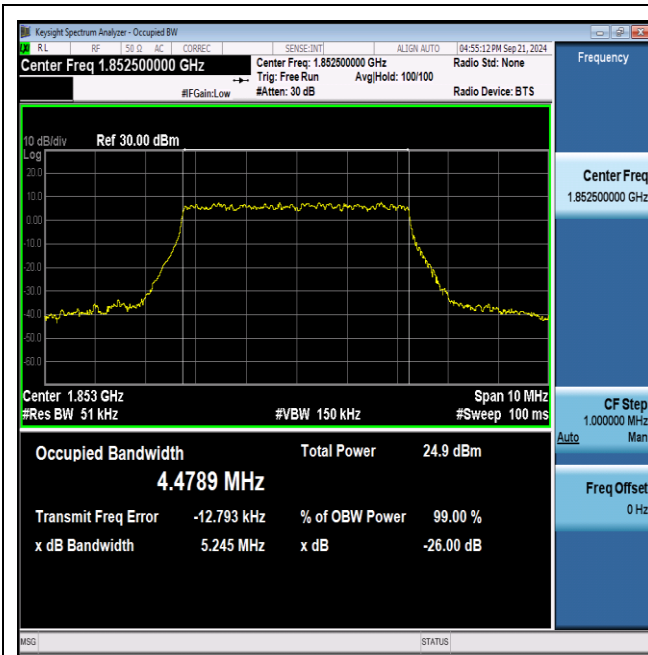 Keysight Spectrum Analyzer - Occupied BW
RL RF 50 Ω AC CORREC SENSE:INT ALIGN AUTO 04:55:12 PM Sep 21, 2024
Center Freq 1.852500000 GHz
Center Freq: 1.852500000 GHz
Radio Std: None
Trig: Free Run Avg|Hold: 100/100
#IFGain:Low #Atten: 30 dB Radio Device: BTS
10 dB/div Ref 30.00 dBm
Log
20.0
10.0
0.00
-10.0
-20.0
-30.0
-40.0
-50.0
-60.0
Center 1.853 GHz Span 10 MHz
#Res BW 51 kHz #VBW 150 kHz #Sweep 100 ms
Occupied Bandwidth Total Power 24.9 dBm
4.4789 MHz
Transmit Freq Error -12.793 kHz % of OBW Power 99.00 %
x dB Bandwidth 5.245 MHz x dB -26.00 dB
MSG STATUS
Frequency
Center Freq
1.852500000 GHz
CF Step
1.000000 MHz
Auto Man
Freq Offset
0 Hz